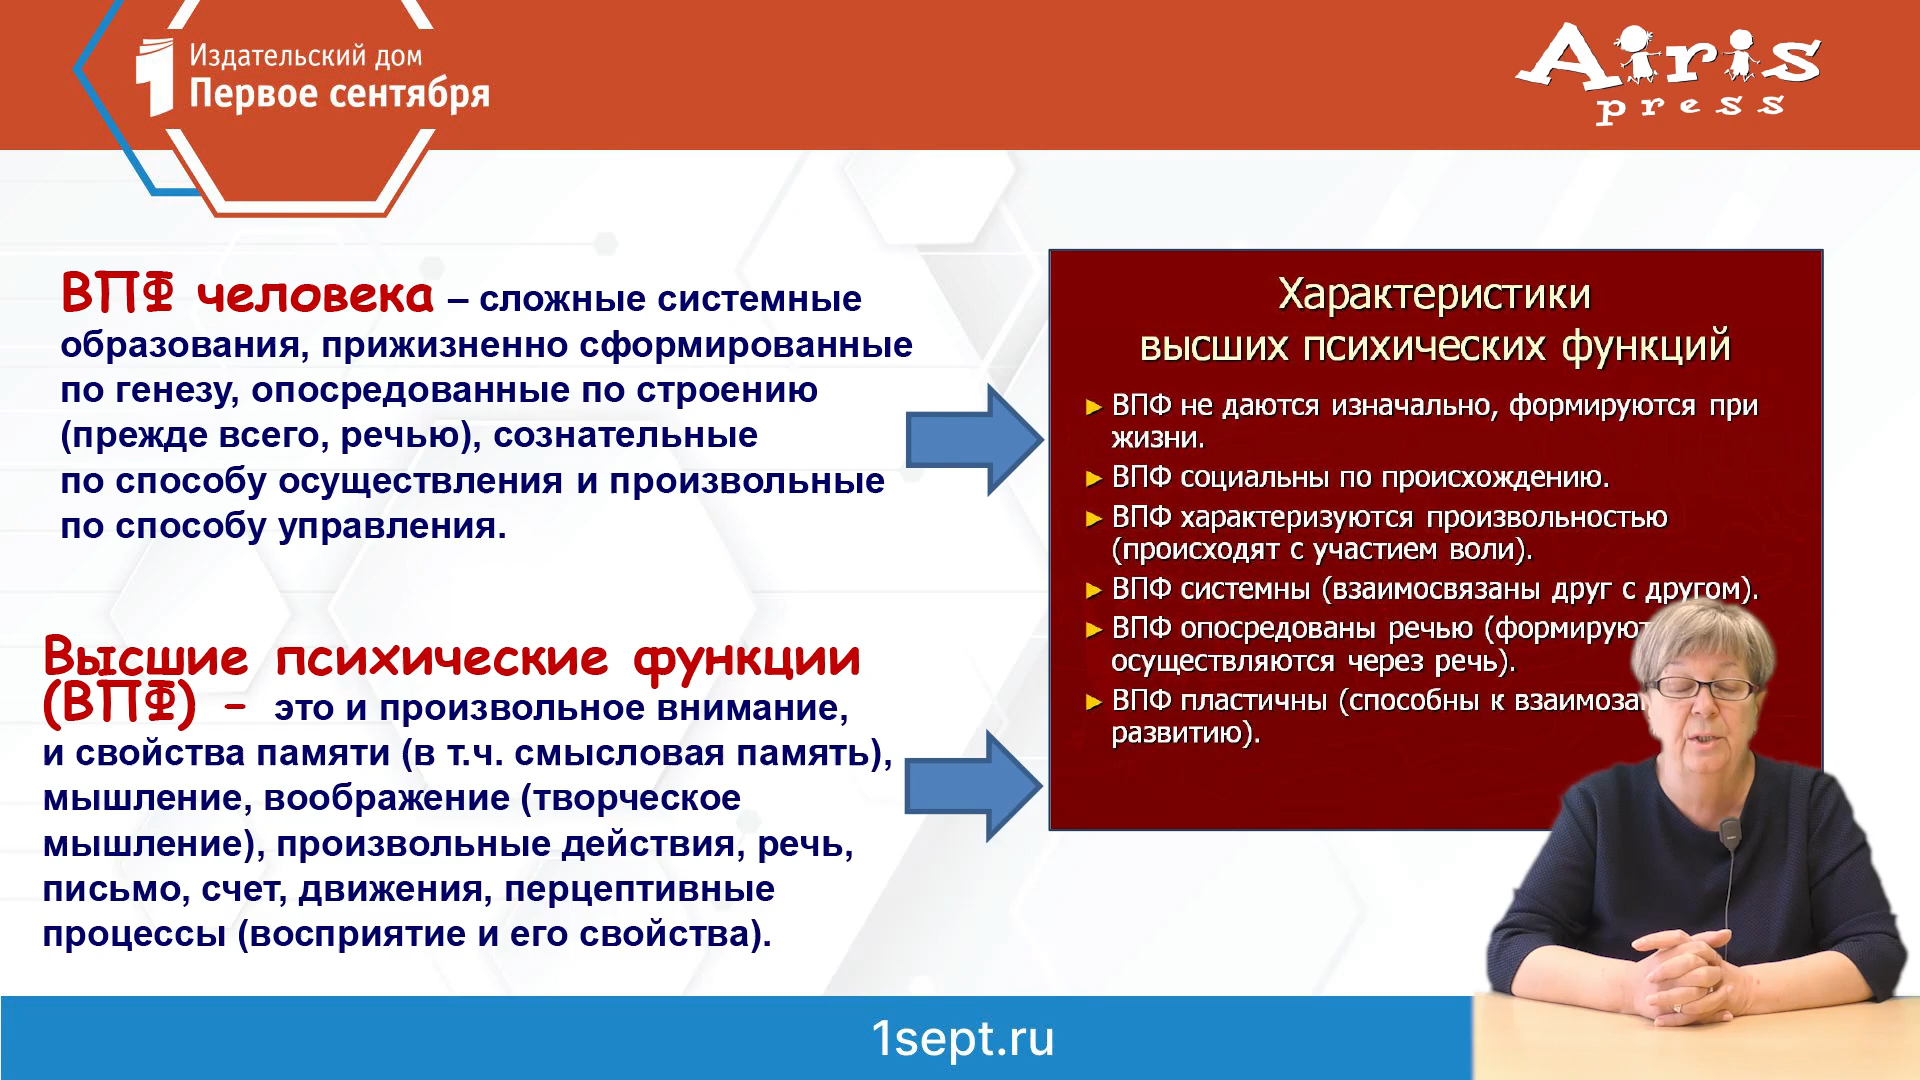 Издательский дом
Первое сентября
Airis
press
ВПФ человека – сложные системные
образования, прижизненно сформированные
по генезу, опосредованные по строению
(прежде всего, речью), сознательные
по способу осуществления и произвольные
по способу управления.
Высшие психические функции
(ВПФ) – это и произвольное внимание,
и свойства памяти (в т.ч. смысловая память),
мышление, воображение (творческое
мышление), произвольные действия, речь,
письмо, счет, движения, перцептивные
процессы (восприятие и его свойства).
Характеристики
высших психических функций
► ВПФ не даются изначально, формируются при
жизни.
► ВПФ социальны по происхождению.
► ВПФ характеризуются произвольностью
(происходят с участием воли).
► ВПФ системны (взаимосвязаны друг с другом).
► ВПФ опосредованы речью
осуществляются через речь).
► ВПФ пластичны (способны к
развитию).
1sept.ru